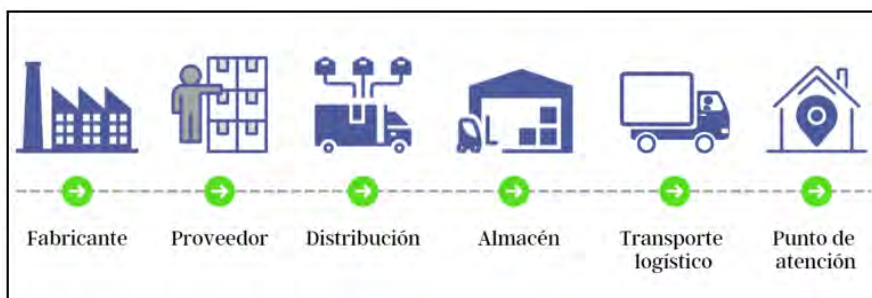 Fabricante
Proveedor
Distribución
Almacén
Transporte
logístico
Punto de
atención